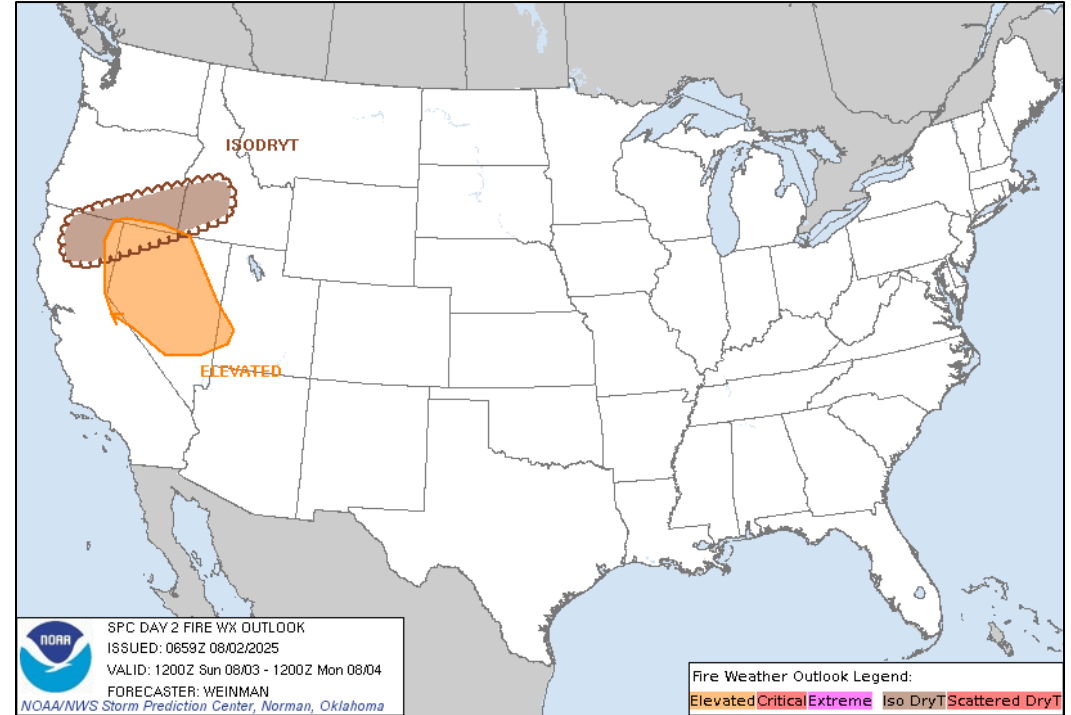 ISODRYT
ELEVATED
NOAA
SPC DAY 2 FIRE WX OUTLOOK
ISSUED: 0659Z 08/02/2025
VALID: 1200Z Sun 08/03 - 1200Z Mon 08/04
FORECASTER: WEINMAN
NOAA/NWS Storm Prediction Center, Norman, Oklahoma
Fire Weather Outlook Legend:
Elevated Critical Extreme Iso DryT Scattered DryT